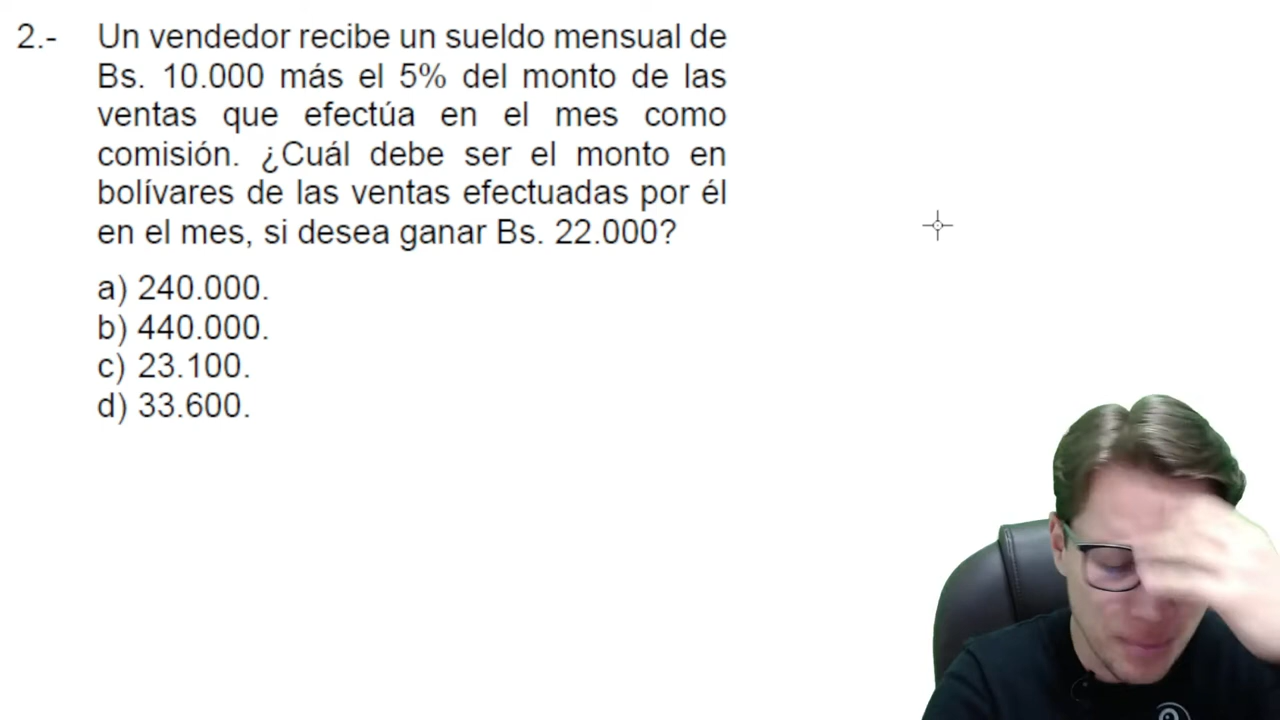 2.- Un vendedor recibe un sueldo mensual de
Bs. 10.000 más el 5% del monto de las
ventas que efectúa en el mes como
comisión. ¿Cuál debe ser el monto en
bolívares de las ventas efectuadas por él
en el mes, si desea ganar Bs. 22.000?
a) 240.000.
b) 440.000.
c) 23.100.
d) 33.600.